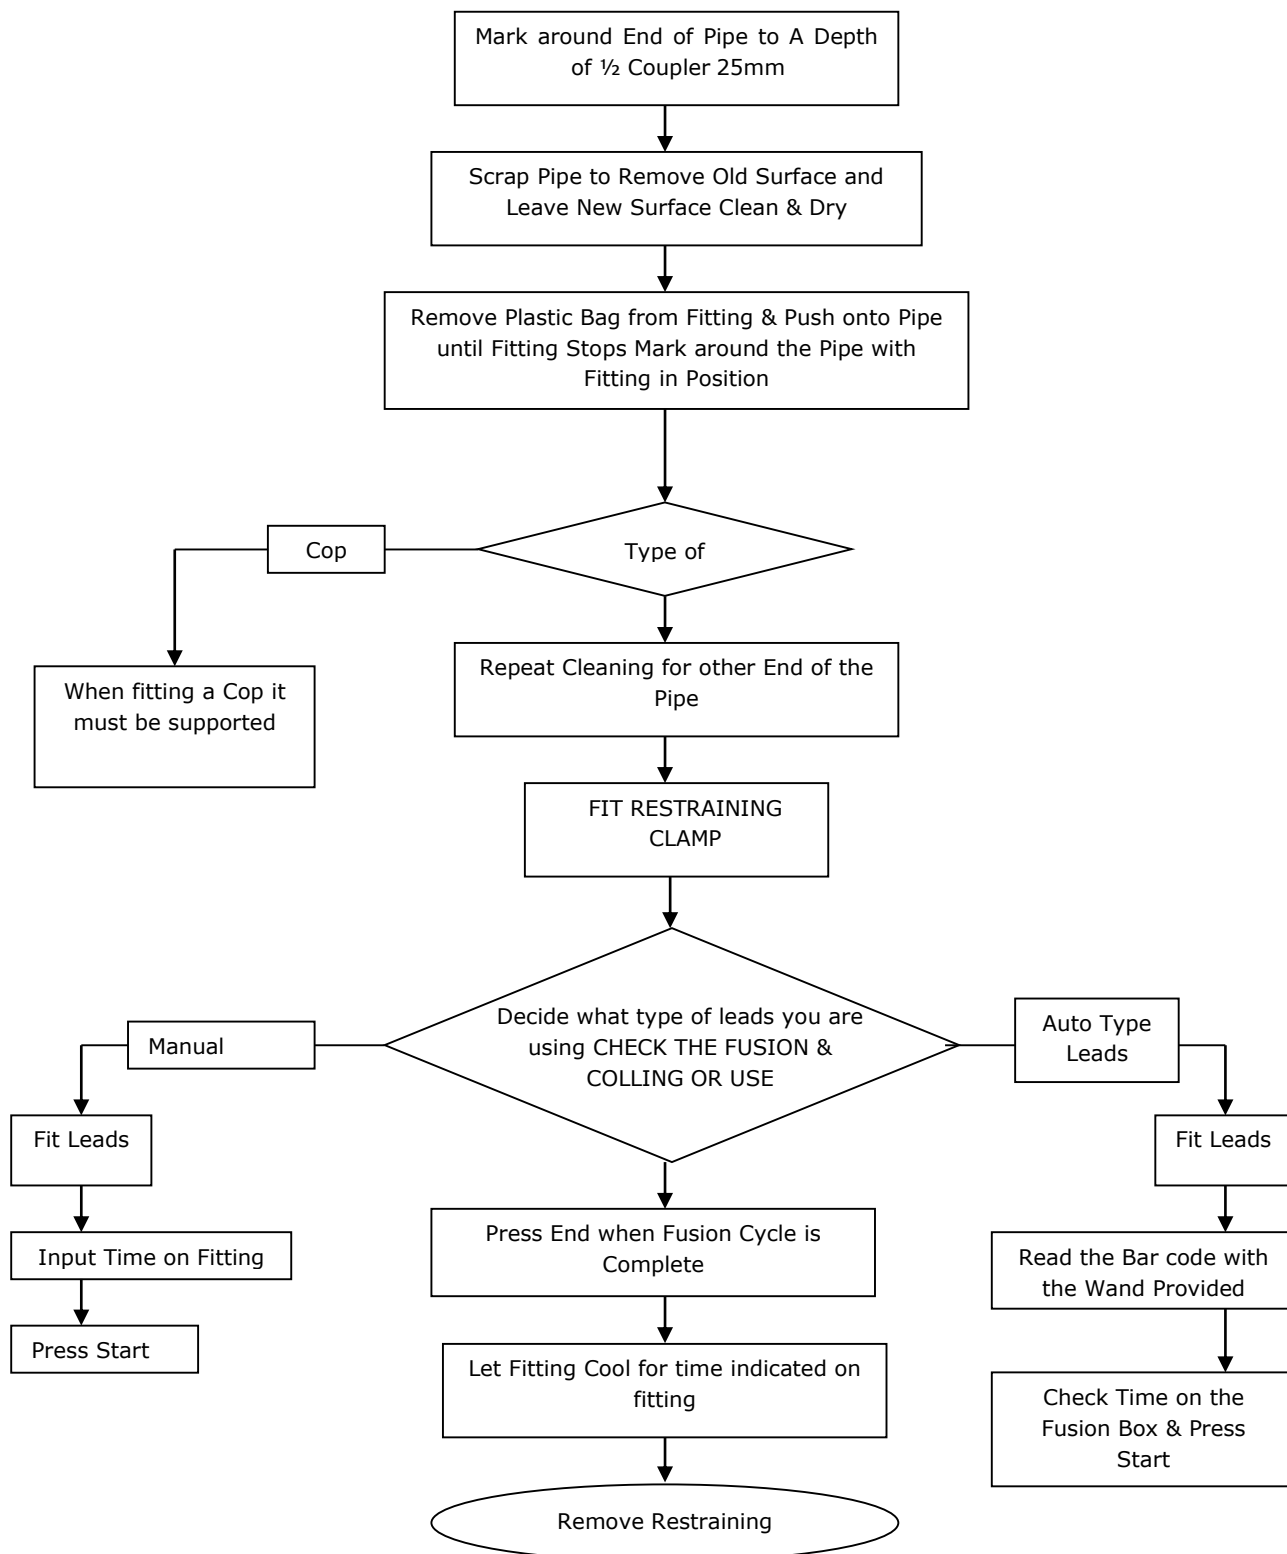 Mark around End of Pipe to A Depth
of ½ Coupler 25mm
Scrap Pipe to Remove Old Surface and
Leave New Surface Clean & Dry
Remove Plastic Bag from Fitting & Push onto Pipe
until Fitting Stops Mark around the Pipe with
Fitting in Position
Cop
Type of
When fitting a Cop it
must be supported
Repeat Cleaning for other End of the
Pipe
FIT RESTRAINING
CLAMP
Decide what type of leads you are
using CHECK THE FUSION &
COLLING OR USE
Manual
Fit Leads
Input Time on Fitting
Press Start
Auto Type
Leads
Fit Leads
Read the Bar code with
the Wand Provided
Check Time on the
Fusion Box & Press
Start
Press End when Fusion Cycle is
Complete
Let Fitting Cool for time indicated on
fitting
Remove Restraining